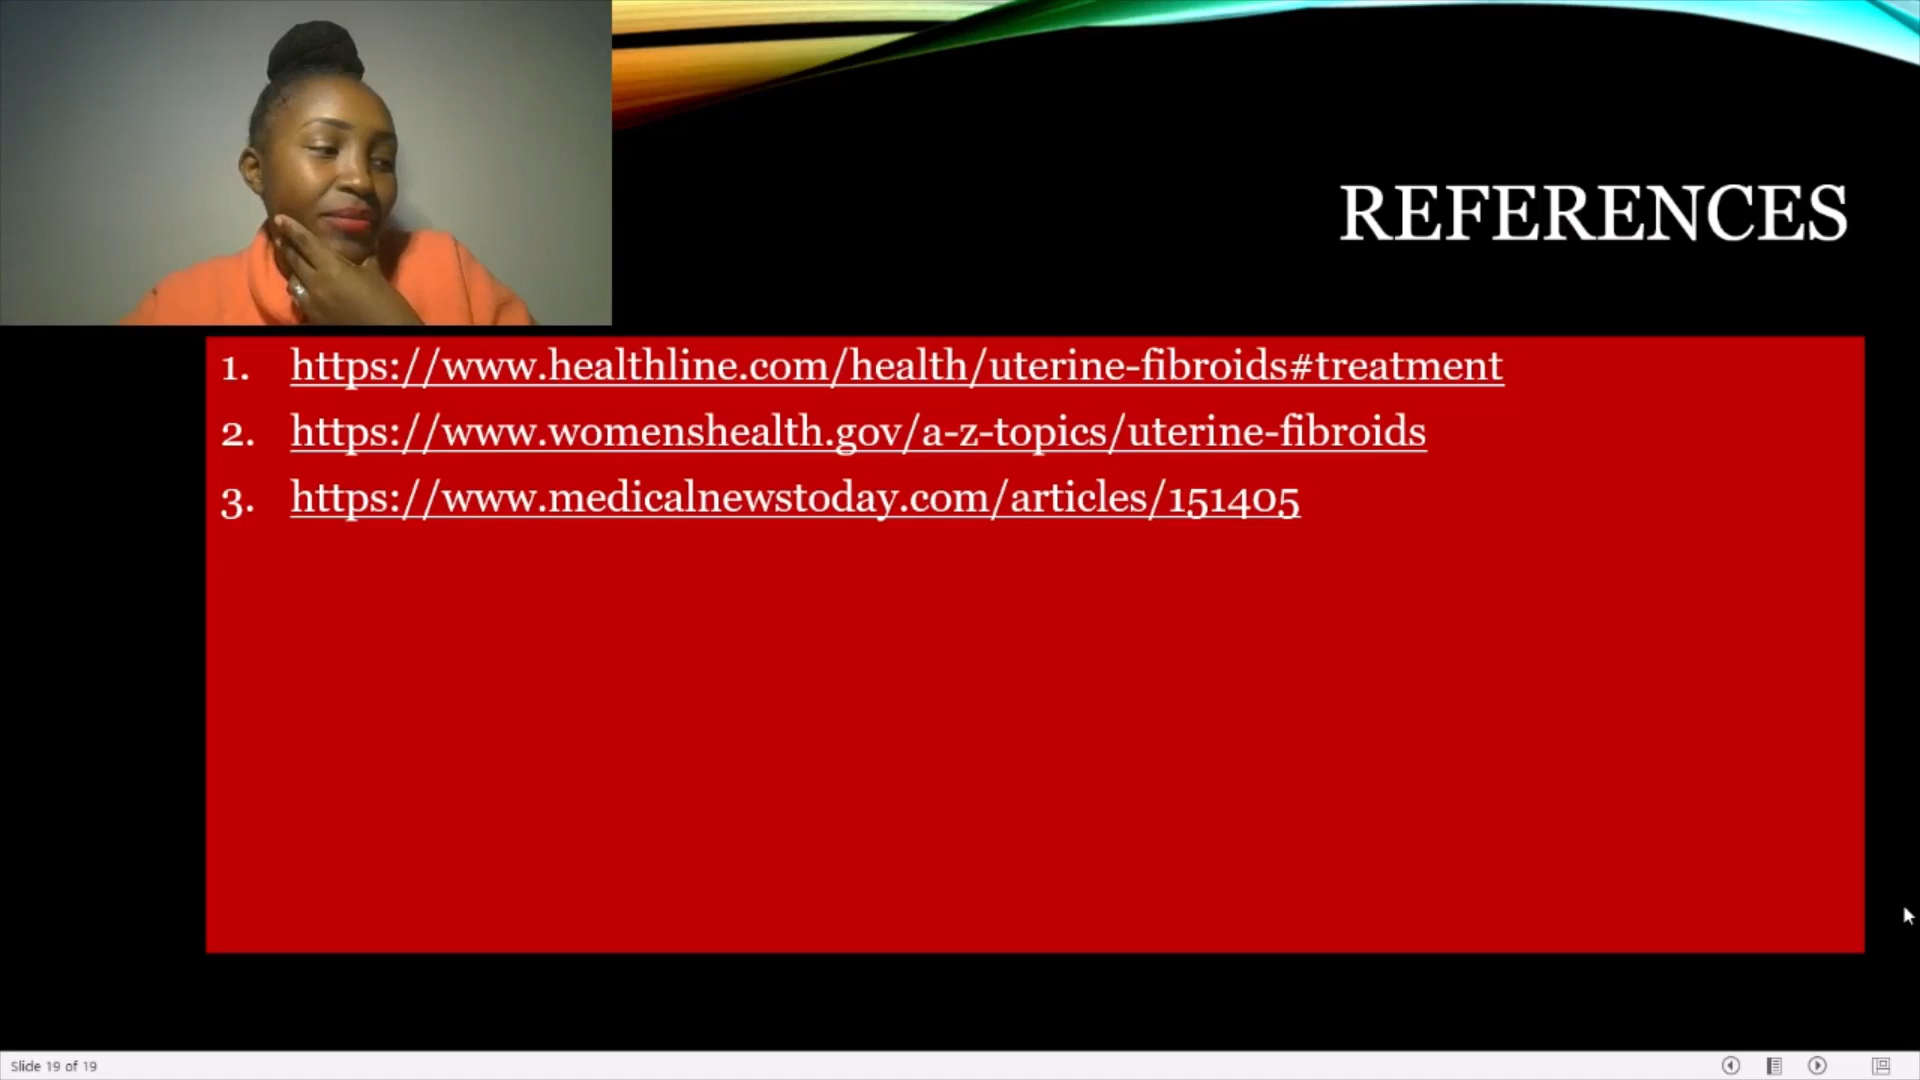 REFERENCES
1. https://www.healthline.com/health/uterine-fibroids#treatment
2. https://www.womenshealth.gov/a-z-topics/uterine-fibroids
3. https://www.medicalnewstoday.com/articles/151405
Slide 19 of 19